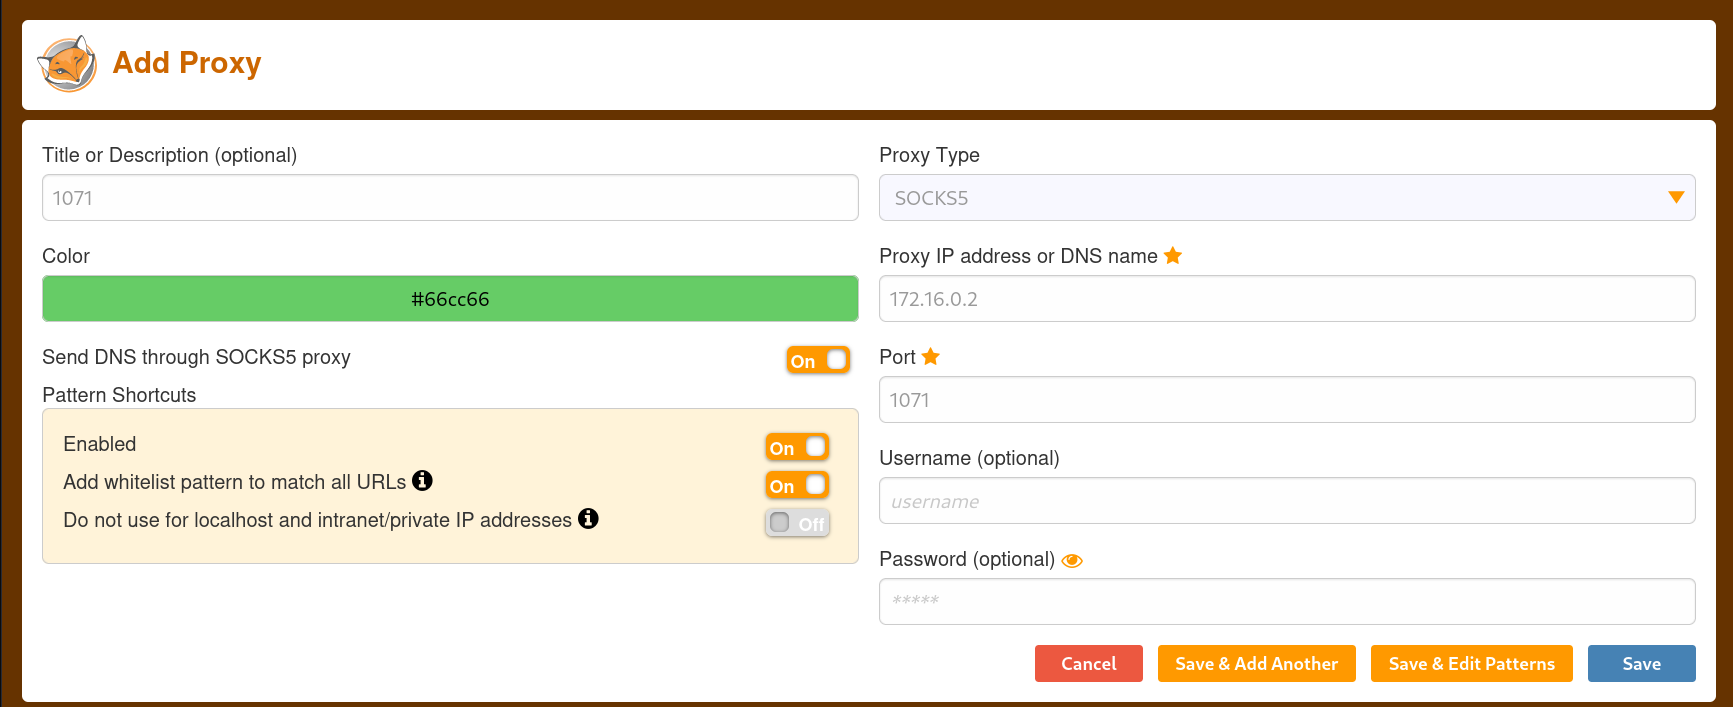 Add Proxy
Title or Description (optional)
1071
Color
#66cc66
Send DNS through SOCKS5 proxy
On
Pattern Shortcuts
Enabled
On
Add whitelist pattern to match all URLs
On
Do not use for localhost and intranet/private IP addresses
Off
Proxy Type
SOCKS5
Proxy IP address or DNS name
172.16.0.2
Port
1071
Username (optional)
username
Password (optional)
*****
Cancel
Save & Add Another
Save & Edit Patterns
Save